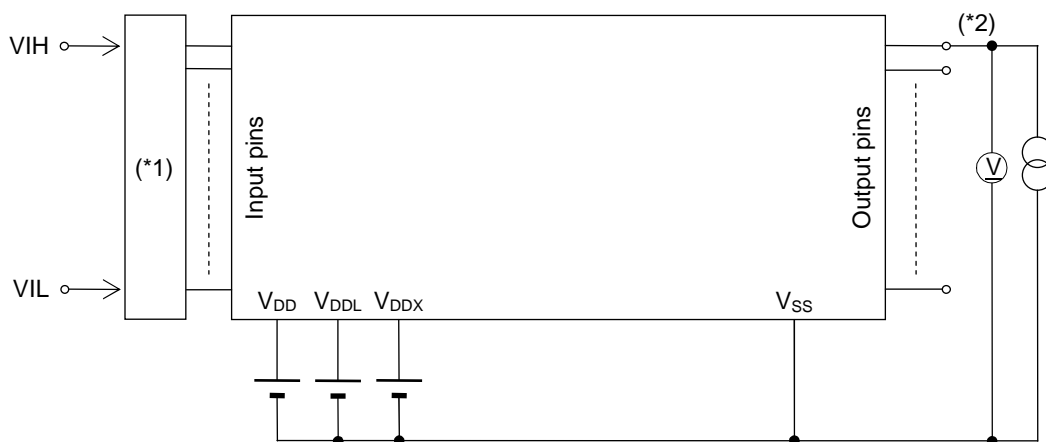 VIH
(*2)
(*1)
Input pins
Output pins
V
VIL
VDD VDDL VDDX VSS